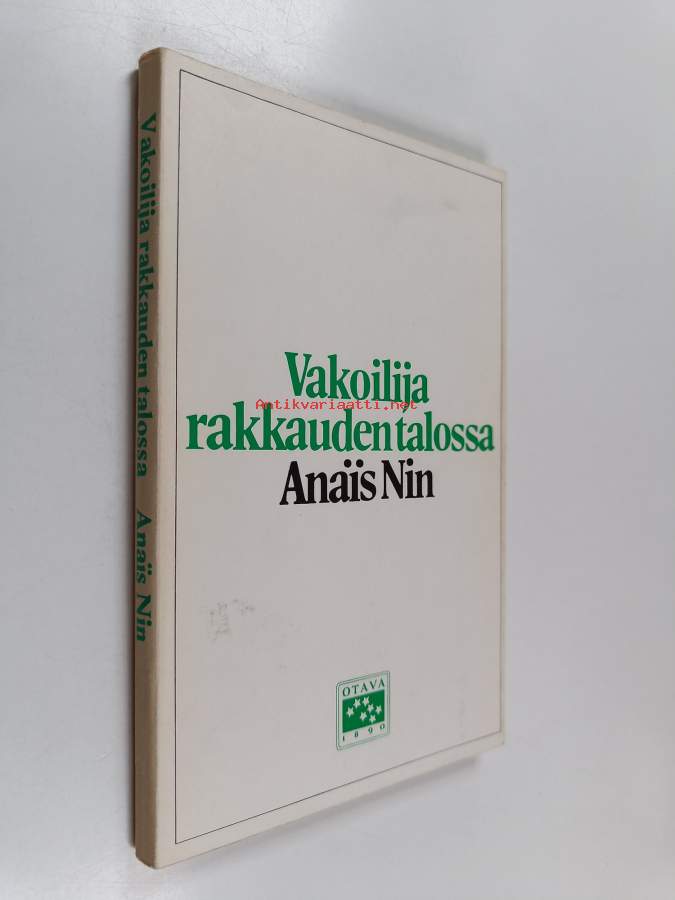 Vakoilija rakkauden talossa Anaïs Nin
Vakoilija
Antikvariaatti.net
rakkauden talossa
Anaïs Nin
OTAVA
1890